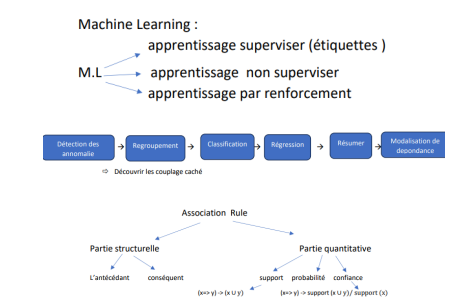 Machine Learning :
apprentissage superviser (étiquettes )
M.L apprentissage non superviser
apprentissage par renforcement
Détection des annomalie → Regroupement → Classification → Régression → Résumer → Modalisation de depondance
⇨ Découvrir les couplage caché
Association Rule
Partie structurelle Partie quantitative
L'antécédant conséquent support probabilité confiance
(x=> y) -> (x ∪ y) (x=> y) -> support (x ∪ y)/ support (x)